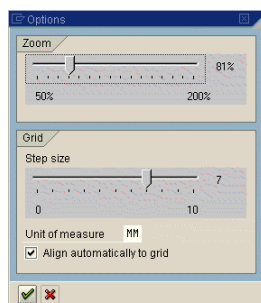 Options
Zoom
81%
50% 200%
Grid
Step size
7
0 10
Unit of measure MM
Align automatically to grid